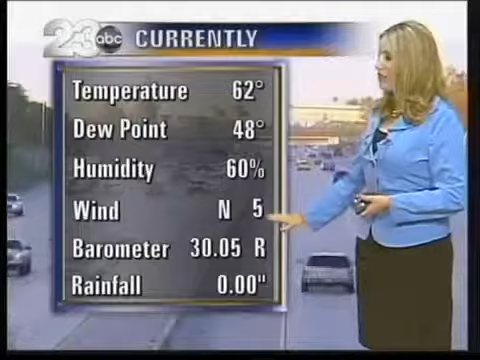 23 abc CURRENTLY
Temperature 62°
Dew Point 48°
Humidity 60%
Wind N 5
Barometer 30.05 R
Rainfall 0.00"